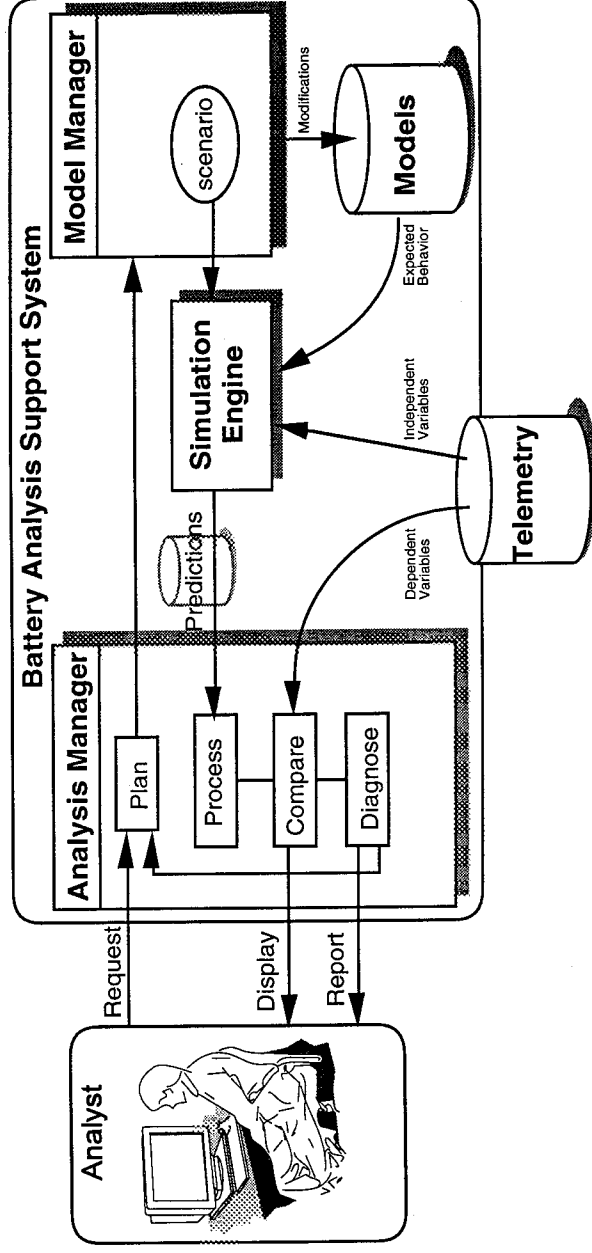 Battery Analysis Support System
Analyst
Request
Display
Report
Analysis Manager
Plan
Process
Compare
Diagnose
Predictions
Simulation
Engine
Model Manager
scenario
Modifications
Models
Expected
Behavior
Independent
Variables
Dependent
Variables
Telemetry